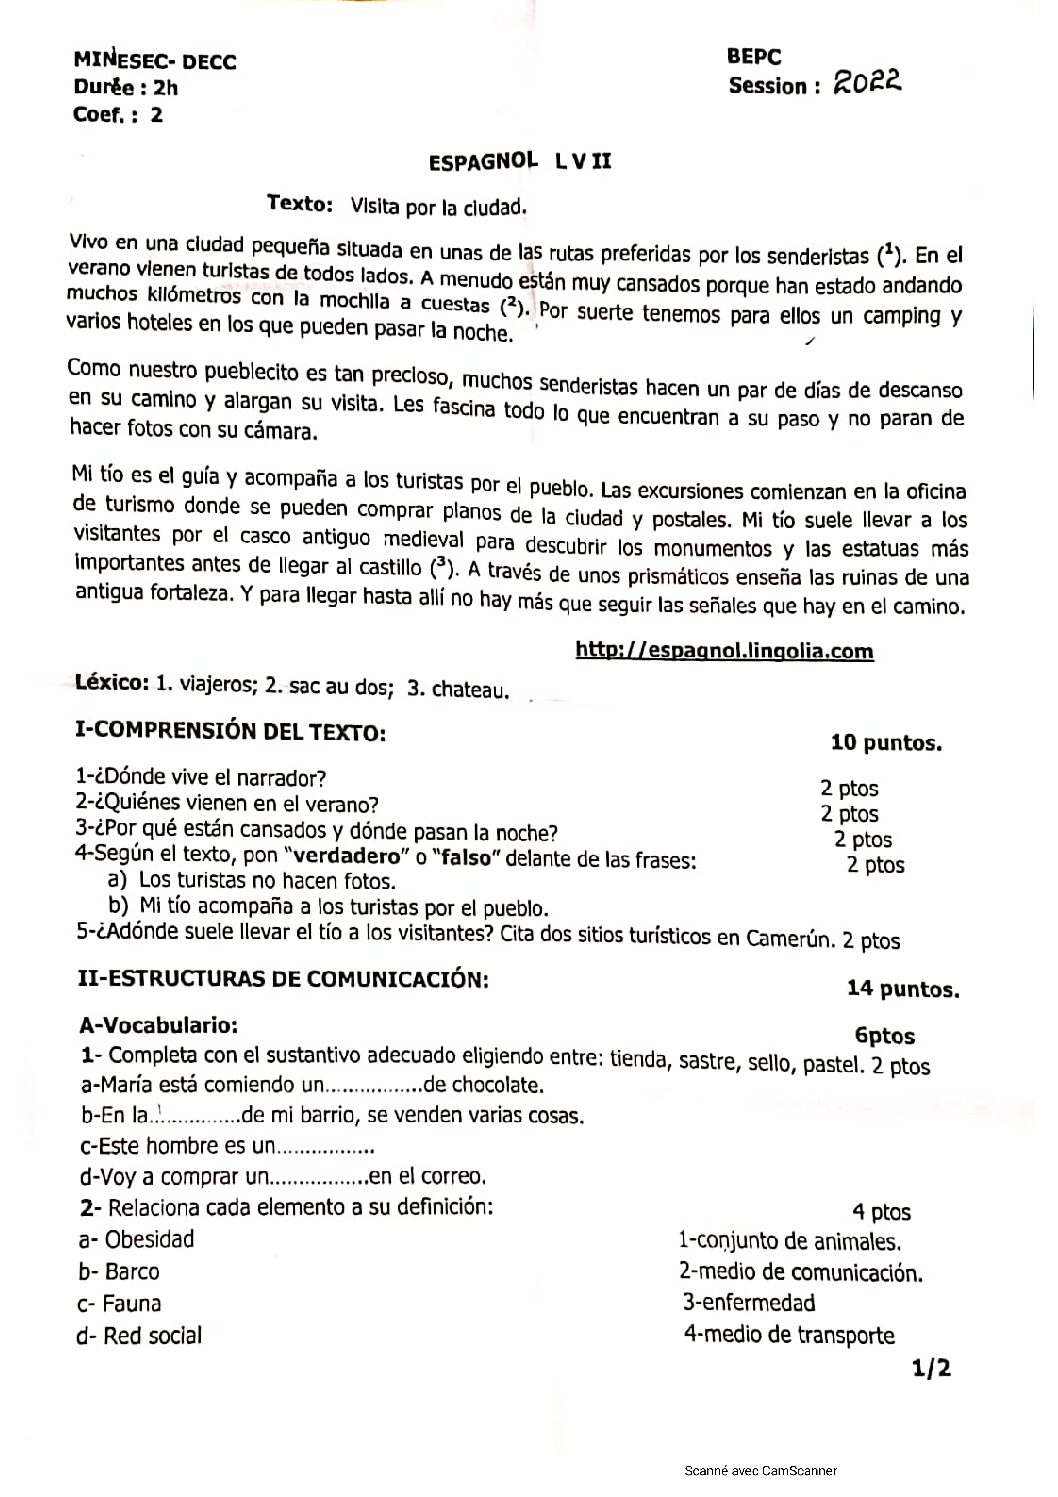 MINESEC- DECC
BEPC
Durée : 2h
Session : 2022
Coef. : 2
ESPAGNOL L V II
Texto: Visita por la ciudad.
Vivo en una ciudad pequeña situada en unas de las rutas preferidas por los senderistas (¹). En el
verano vienen turistas de todos lados. A menudo están muy cansados porque han estado andando
muchos kilómetros con la mochila a cuestas (²). Por suerte tenemos para ellos un camping y
varios hoteles en los que pueden pasar la noche.
Como nuestro pueblecito es tan precioso, muchos senderistas hacen un par de días de descanso
en su camino y alargan su visita. Les fascina todo lo que encuentran a su paso y no paran de
hacer fotos con su cámara.
Mi tío es el guía y acompaña a los turistas por el pueblo. Las excursiones comienzan en la oficina
de turismo donde se pueden comprar planos de la ciudad y postales. Mi tío suele llevar a los
visitantes por el casco antiguo medieval para descubrir los monumentos y las estatuas más
importantes antes de llegar al castillo (³). A través de unos prismáticos enseña las ruinas de una
antigua fortaleza. Y para llegar hasta allí no hay más que seguir las señales que hay en el camino.
http://espagnol.lingolia.com
Léxico: 1. viajeros; 2. sac au dos; 3. chateau.
I-COMPRENSIÓN DEL TEXTO:
10 puntos.
1-¿Dónde vive el narrador? 2 ptos
2-¿Quiénes vienen en el verano? 2 ptos
3-¿Por qué están cansados y dónde pasan la noche? 2 ptos
4-Según el texto, pon "verdadero" o "falso" delante de las frases: 2 ptos
a) Los turistas no hacen fotos.
b) Mi tío acompaña a los turistas por el pueblo.
5-¿Adónde suele llevar el tío a los visitantes? Cita dos sitios turísticos en Camerún. 2 ptos
II-ESTRUCTURAS DE COMUNICACIÓN:
14 puntos.
A-Vocabulario: 6ptos
1- Completa con el sustantivo adecuado eligiendo entre: tienda, sastre, sello, pastel. 2 ptos
a-María está comiendo un................de chocolate.
b-En la...............de mi barrio, se venden varias cosas.
c-Este hombre es un................
d-Voy a comprar un.................en el correo.
2- Relaciona cada elemento a su definición: 4 ptos
a- Obesidad 1-conjunto de animales.
b- Barco 2-medio de comunicación.
c- Fauna 3-enfermedad
d- Red social 4-medio de transporte
1/2
Scanné avec CamScanner